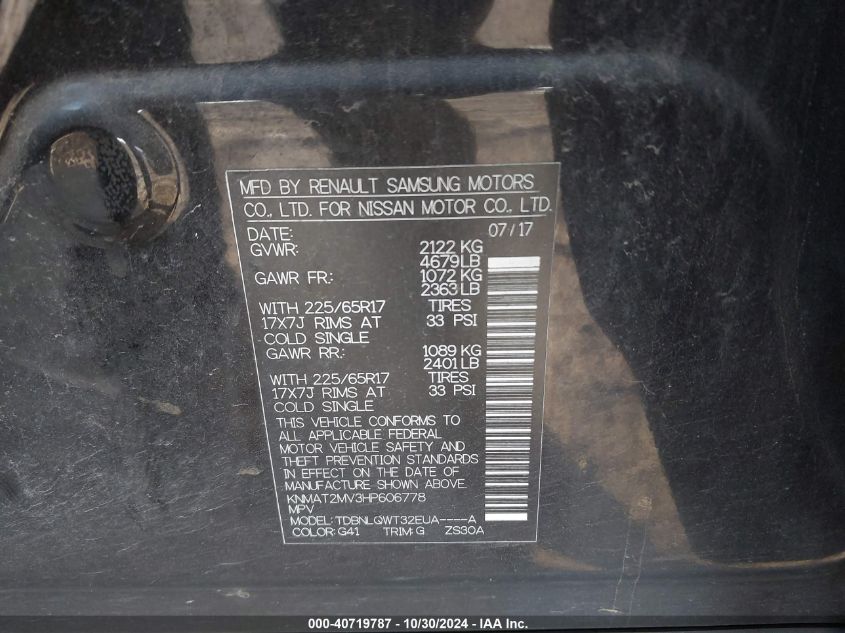 MFD BY RENAULT SAMSUNG MOTORS
CO., LTD. FOR NISSAN MOTOR CO., LTD.
DATE: 07/17
GVWR: 2122 KG
4679LB
GAWR FR: 1072 KG
2363 LB
WITH 225/65R17 TIRES
17X7J RIMS AT 33 PSI
COLD SINGLE
GAWR RR: 1089 KG
2401LB
WITH 225/65R17 TIRES
17X7J RIMS AT 33 PSI
COLD SINGLE
THIS VEHICLE CONFORMS TO
ALL APPLICABLE FEDERAL
MOTOR VEHICLE SAFETY AND
THEFT PREVENTION STANDARDS
IN EFFECT ON THE DATE OF
MANUFACTURE SHOWN ABOVE.
KNMAT2MV3HP606778
MPV
MODEL: TDBNLQWT32EUA----A
COLOR: G41 TRIM: G ZS30A
000-40719787 - 10/30/2024 - IAA Inc.